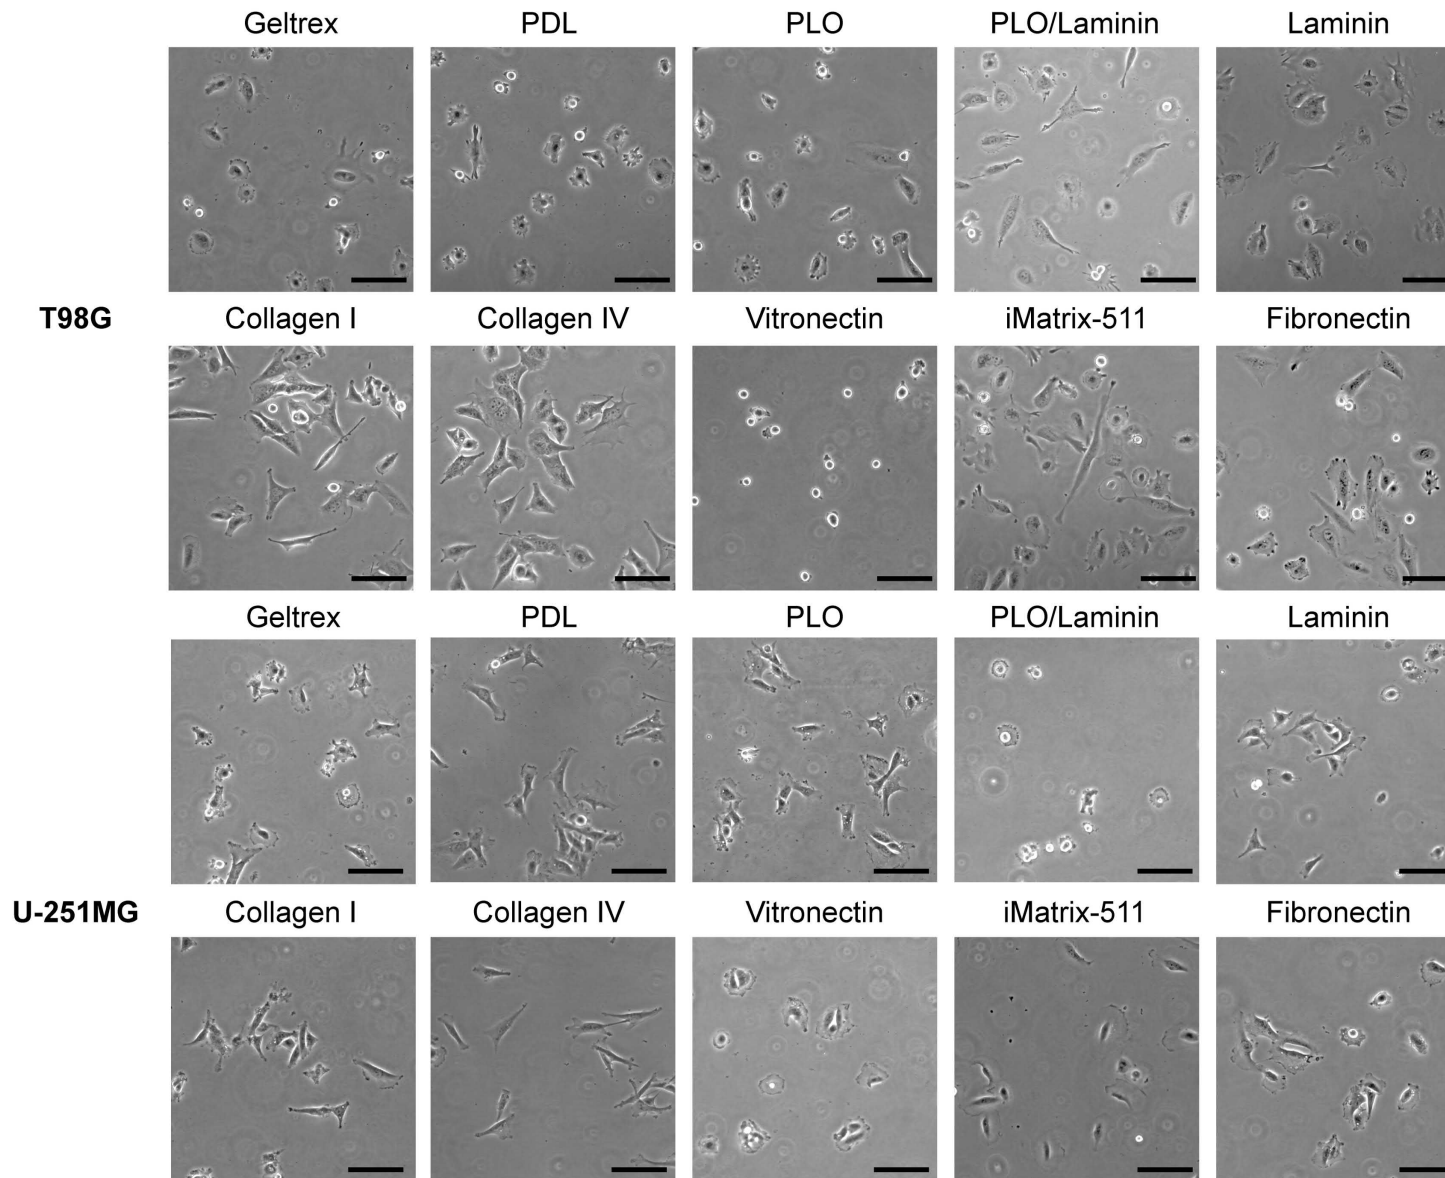 Geltrex PDL PLO PLO/Laminin Laminin
T98G
Collagen I Collagen IV Vitronectin iMatrix-511 Fibronectin
Geltrex PDL PLO PLO/Laminin Laminin
U-251MG
Collagen I Collagen IV Vitronectin iMatrix-511 Fibronectin